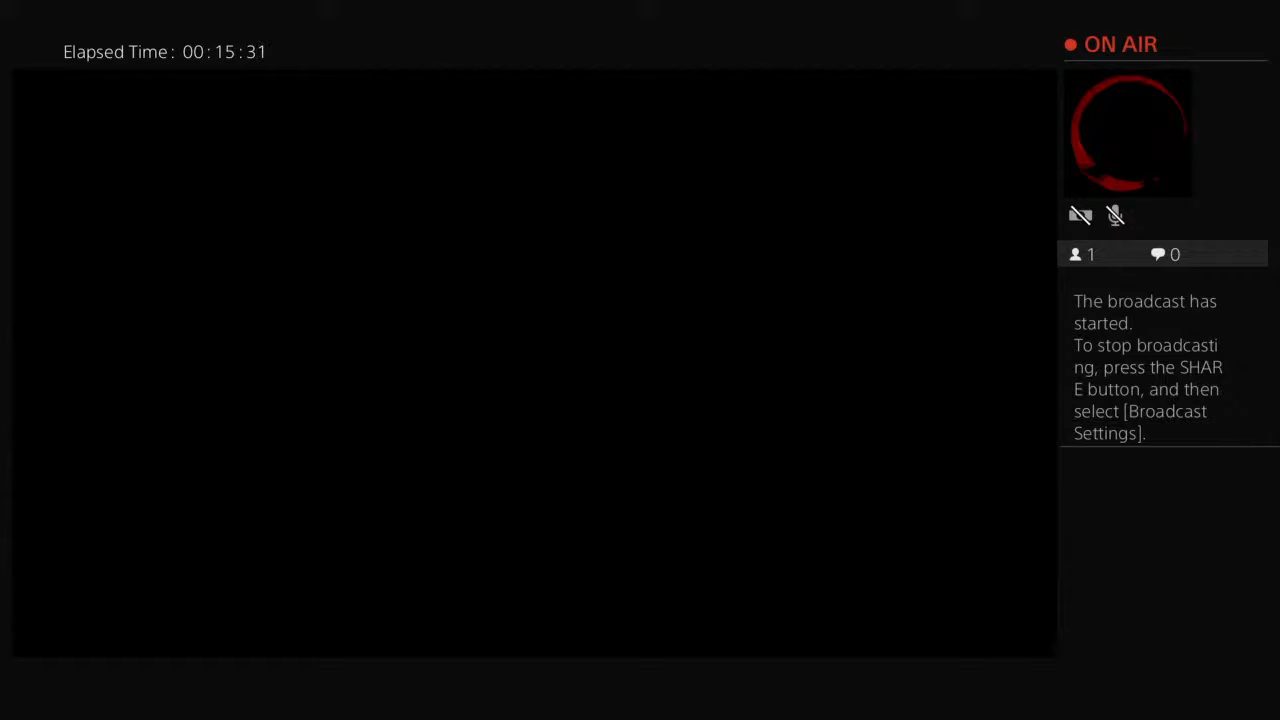 Elapsed Time: 00:15:31
ON AIR
1
0
The broadcast has
started.
To stop broadcasti
ng, press the SHAR
E button, and then
select [Broadcast
Settings].